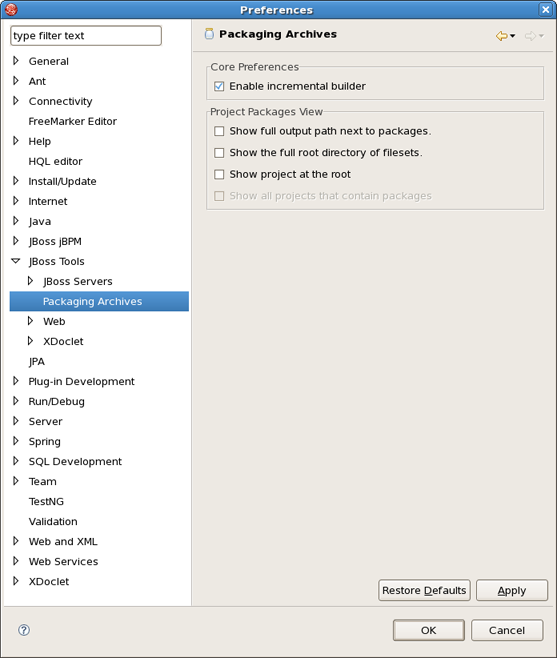 Preferences
type filter text
General
Ant
Connectivity
FreeMarker Editor
Help
HQL editor
Install/Update
Internet
Java
JBoss jBPM
JBoss Tools
JBoss Servers
Packaging Archives
Web
XDoclet
JPA
Plug-in Development
Run/Debug
Server
Spring
SQL Development
Team
TestNG
Validation
Web and XML
Web Services
XDoclet
Packaging Archives
Core Preferences
Enable incremental builder
Project Packages View
Show full output path next to packages.
Show the full root directory of filesets.
Show project at the root
Show all projects that contain packages
Restore Defaults
Apply
?
OK
Cancel